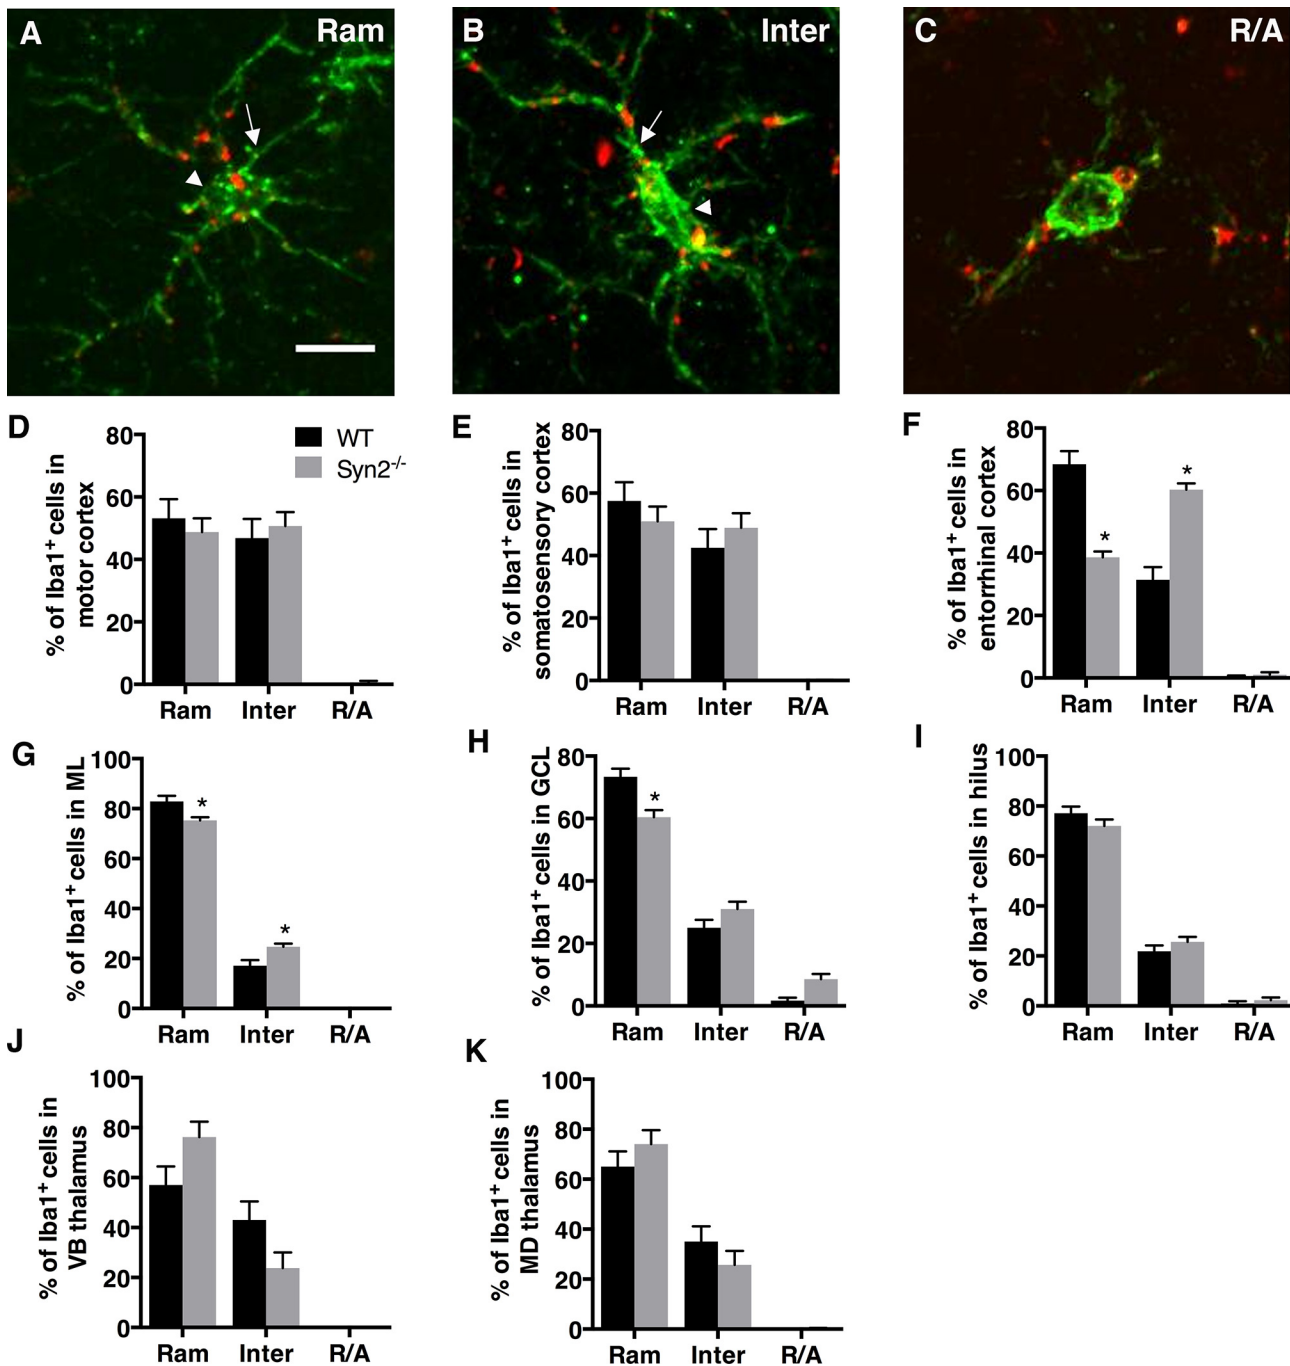 A Ram
B Inter
C R/A
D
% of Iba1+ cells in
motor cortex
80
60
40
20
0
Ram Inter R/A
WT
Syn2-/-
E
% of Iba1+ cells in
somatosensory cortex
80
60
40
20
0
Ram Inter R/A
F
% of Iba1+ cells in
entorrhinal cortex
80
60
40
20
0
*
*
Ram Inter R/A
G
% of Iba1+ cells in ML
100
80
60
40
20
0
*
*
Ram Inter R/A
H
% of Iba1+ cells in GCL
80
60
40
20
0
*
Ram Inter R/A
I
% of Iba1+ cells in hilus
100
80
60
40
20
0
Ram Inter R/A
J
% of Iba1+ cells in
VB thalamus
100
80
60
40
20
0
Ram Inter R/A
K
% of Iba1+ cells in
MD thalamus
100
80
60
40
20
0
Ram Inter R/A